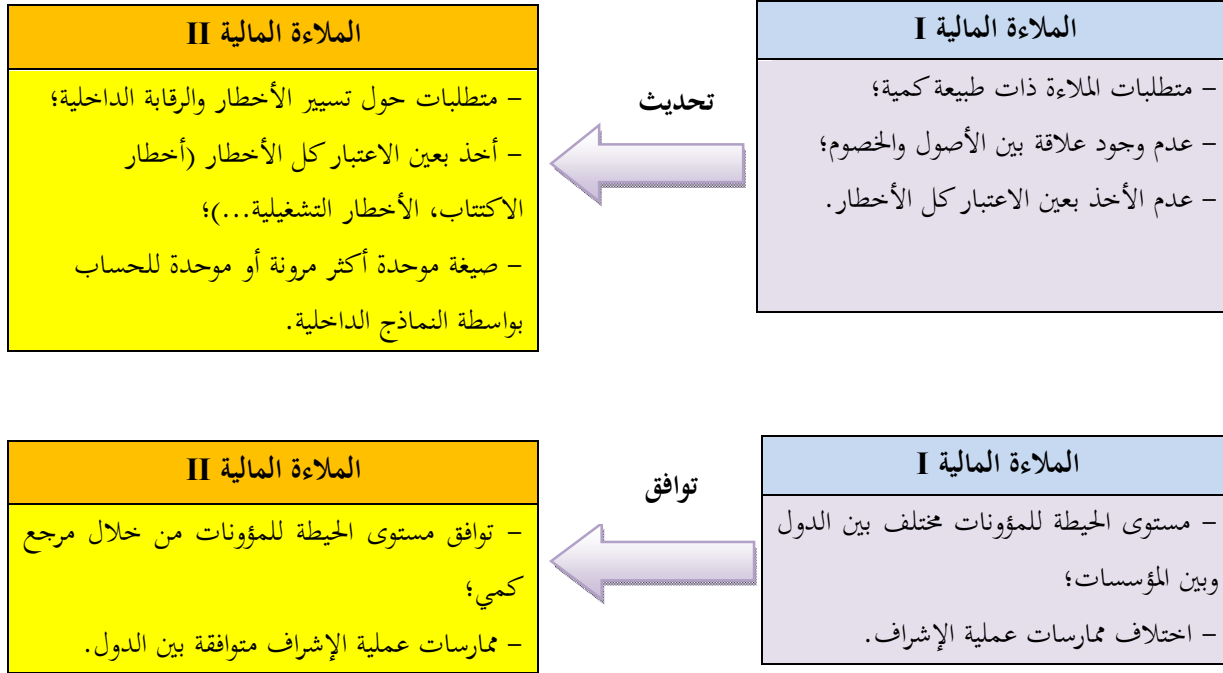 الملاءة المالية I
– متطلبات الملاءة ذات طبيعة كمية؛
– عدم وجود علاقة بين الأصول والخصوم؛
– عدم الأخذ بعين الاعتبار كل الأخطار.
تحديث
الملاءة المالية II
– متطلبات حول تسيير الأخطار والرقابة الداخلية؛
– أخذ بعين الاعتبار كل الأخطار (أخطار
الاكتتاب، الأخطار التشغيلية...)؛
– صيغة موحدة أكثر مرونة أو موحدة للحساب
بواسطة النماذج الداخلية.
الملاءة المالية I
– مستوى الحيطة للمؤونات مختلف بين الدول
وبين المؤسسات؛
– اختلاف ممارسات عملية الإشراف.
توافق
الملاءة المالية II
– توافق مستوى الحيطة للمؤونات من خلال مرجع
كمي؛
– ممارسات عملية الإشراف متوافقة بين الدول.